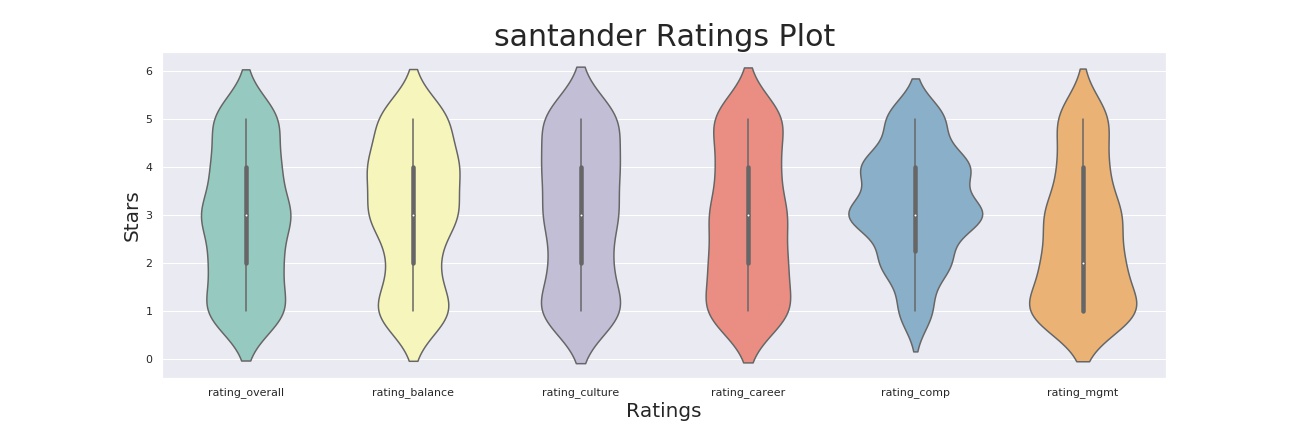 santander Ratings Plot
6
5
4
3
2
1
0
Stars
rating_overall rating_balance rating_culture rating_career rating_comp rating_mgmt
Ratings